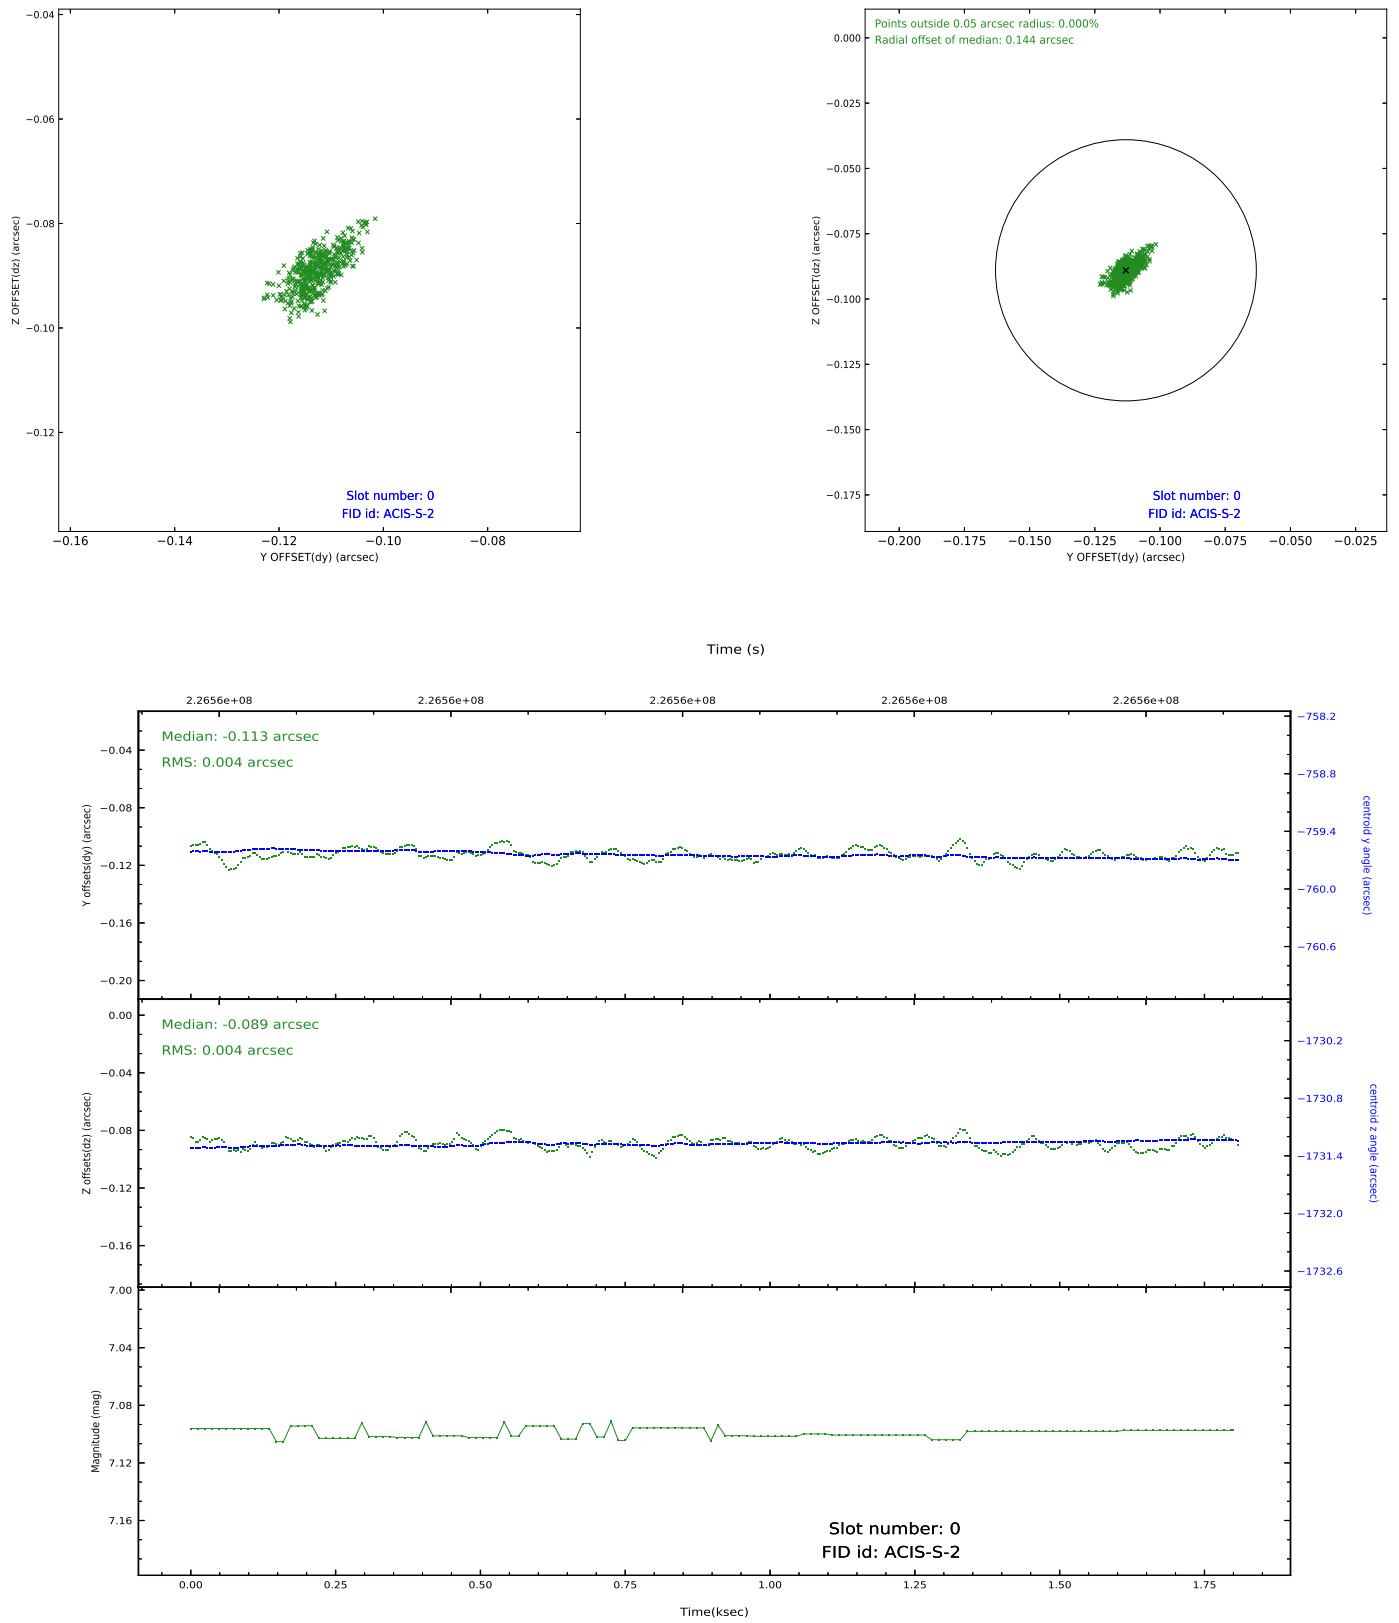 −0.04
−0.06
−0.08
−0.10
−0.12
Z OFFSET(dz) (arcsec)
Slot number: 0
FID id: ACIS-S-2
−0.16 −0.14 −0.12 −0.10 −0.08
Y OFFSET(dy) (arcsec)
Points outside 0.05 arcsec radius: 0.000%
Radial offset of median: 0.144 arcsec
0.000
−0.025
−0.050
−0.075
−0.100
−0.125
−0.150
−0.175
Z OFFSET(dz) (arcsec)
Slot number: 0
FID id: ACIS-S-2
−0.200 −0.175 −0.150 −0.125 −0.100 −0.075 −0.050 −0.025
Y OFFSET(dy) (arcsec)
Time (s)
2.2656e+08 2.2656e+08 2.2656e+08 2.2656e+08 2.2656e+08
Median: -0.113 arcsec
RMS: 0.004 arcsec
−0.04
−0.08
−0.12
−0.16
−0.20
Y offsets(dy) (arcsec)
−758.2
−758.8
−759.4
−760.0
−760.6
centroid y angle (arcsec)
Median: -0.089 arcsec
RMS: 0.004 arcsec
0.00
−0.04
−0.08
−0.12
−0.16
Z offsets(dz) (arcsec)
−1730.2
−1730.8
−1731.4
−1732.0
−1732.6
centroid z angle (arcsec)
7.00
7.04
7.08
7.12
7.16
Magnitude (mag)
Slot number: 0
FID id: ACIS-S-2
0.00 0.25 0.50 0.75 1.00 1.25 1.50 1.75
Time(ksec)